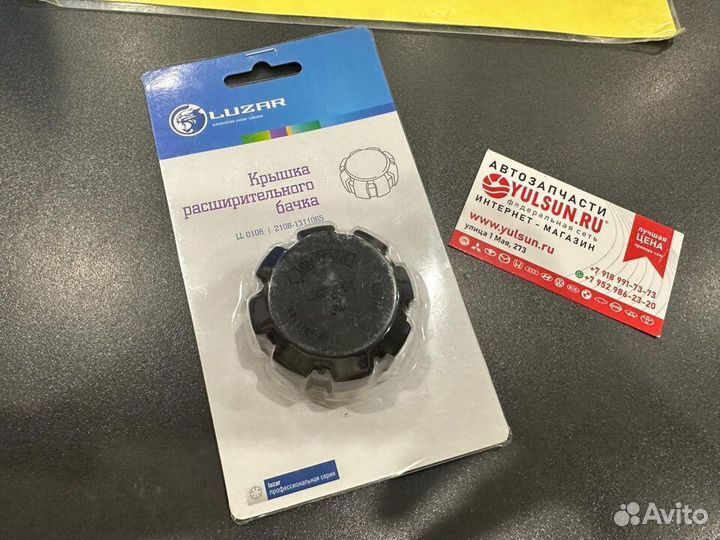 LUZAR
Крышка
расширительного
бачка
LL 0108 | 2108-1311065
luzar
профессиональная серия
АВТОЗАПЧАСТИ
YULSUN.RU®
федеральная сеть
ИНТЕРНЕТ - МАГАЗИН
www.yulsun.ru
улица 1 Мая, 273
лучшая
ЦЕНА
+7 918 991-73-73
+7 952 986-23-20
Avito